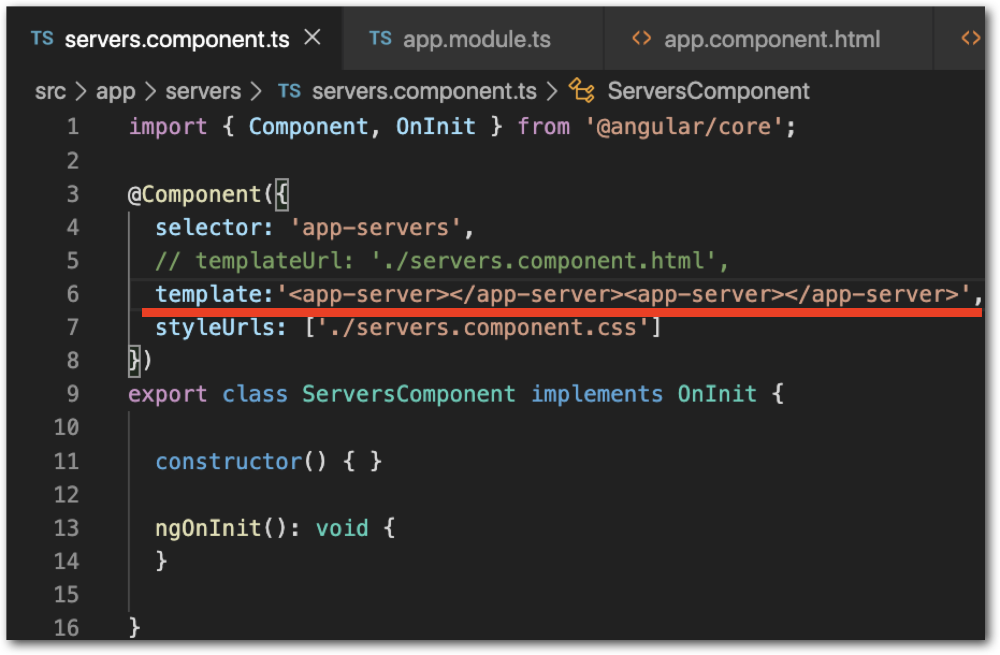 TS servers.component.ts × TS app.module.ts <> app.component.html <>
src > app > servers > TS servers.component.ts > ServersComponent
1 import { Component, OnInit } from '@angular/core';
2
3 @Component({
4 selector: 'app-servers',
5 // templateUrl: './servers.component.html',
6 template:'<app-server></app-server><app-server></app-server>',
7 styleUrls: ['./servers.component.css']
8 })
9 export class ServersComponent implements OnInit {
10
11 constructor() { }
12
13 ngOnInit(): void {
14 }
15
16 }